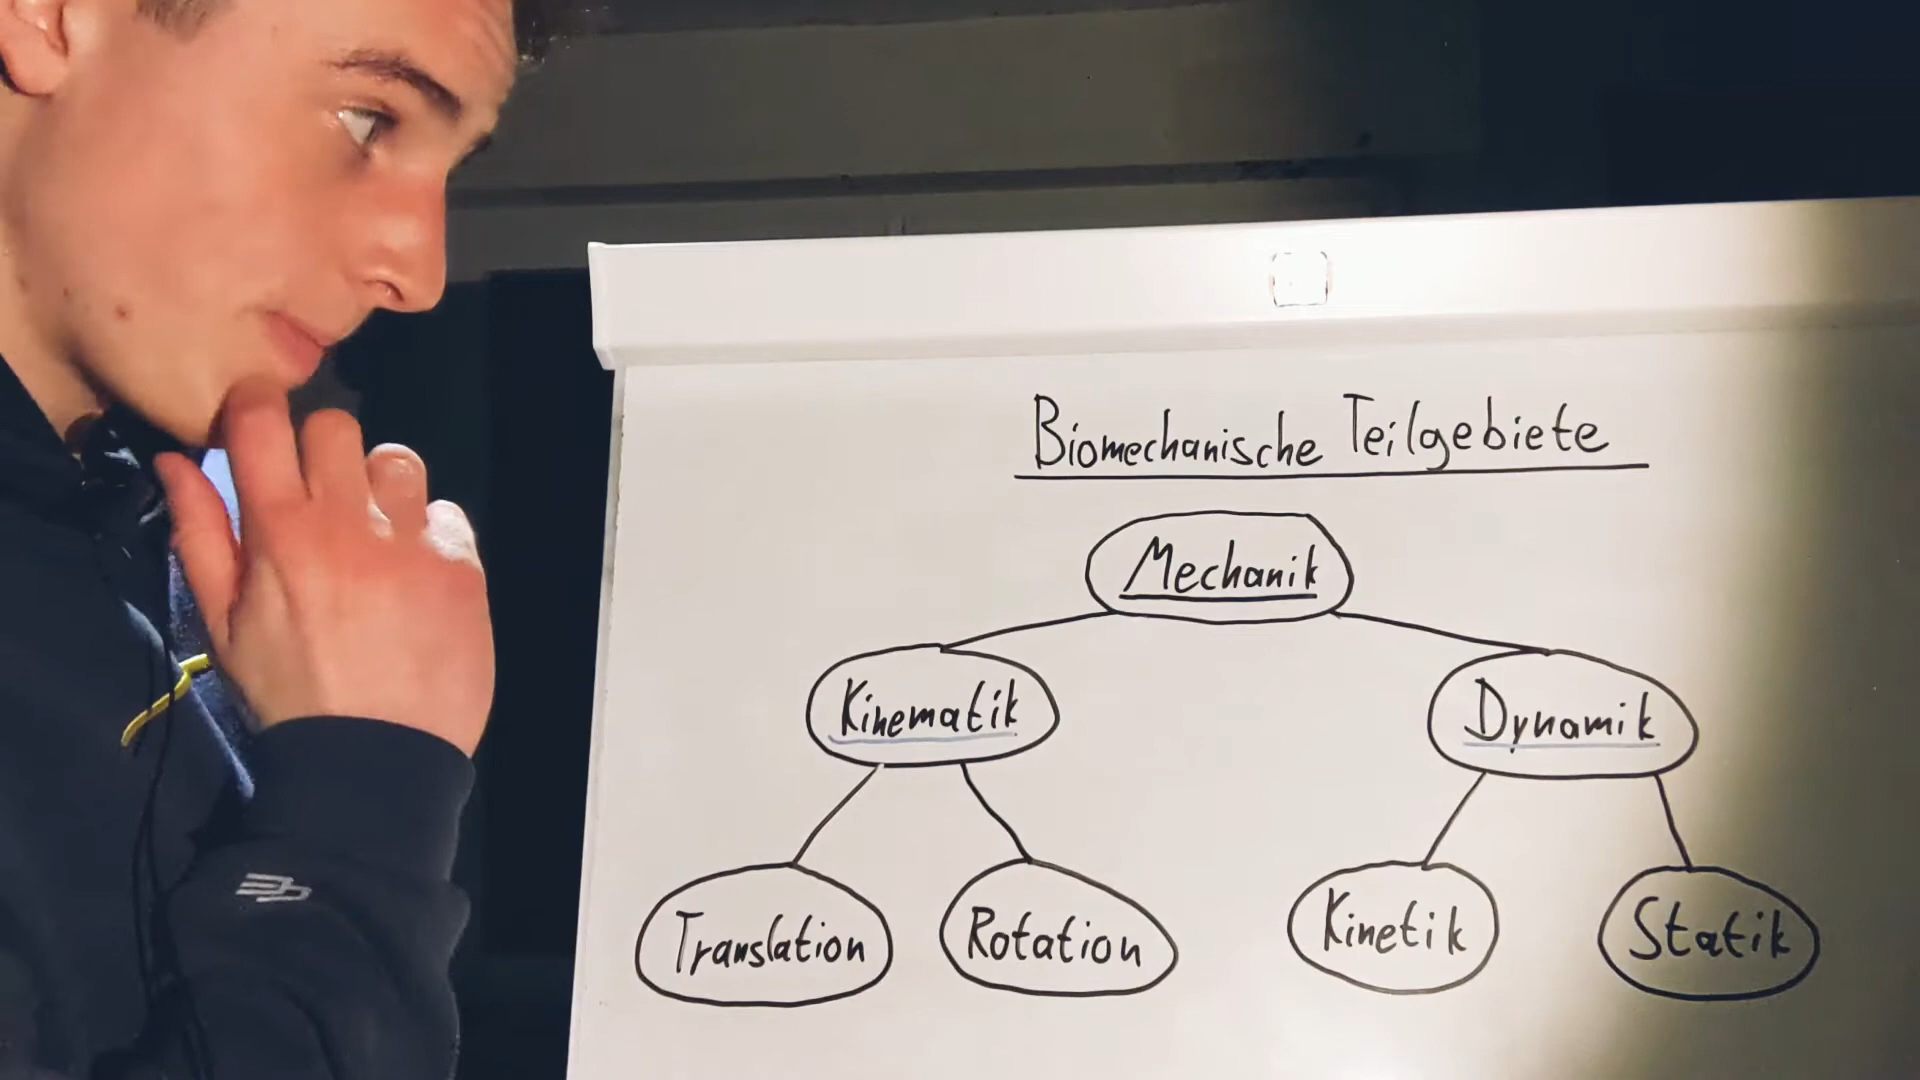 Biomechanische Teilgebiete
Mechanik
Kinematik
Dynamik
Translation
Rotation
Kinetik
Statik